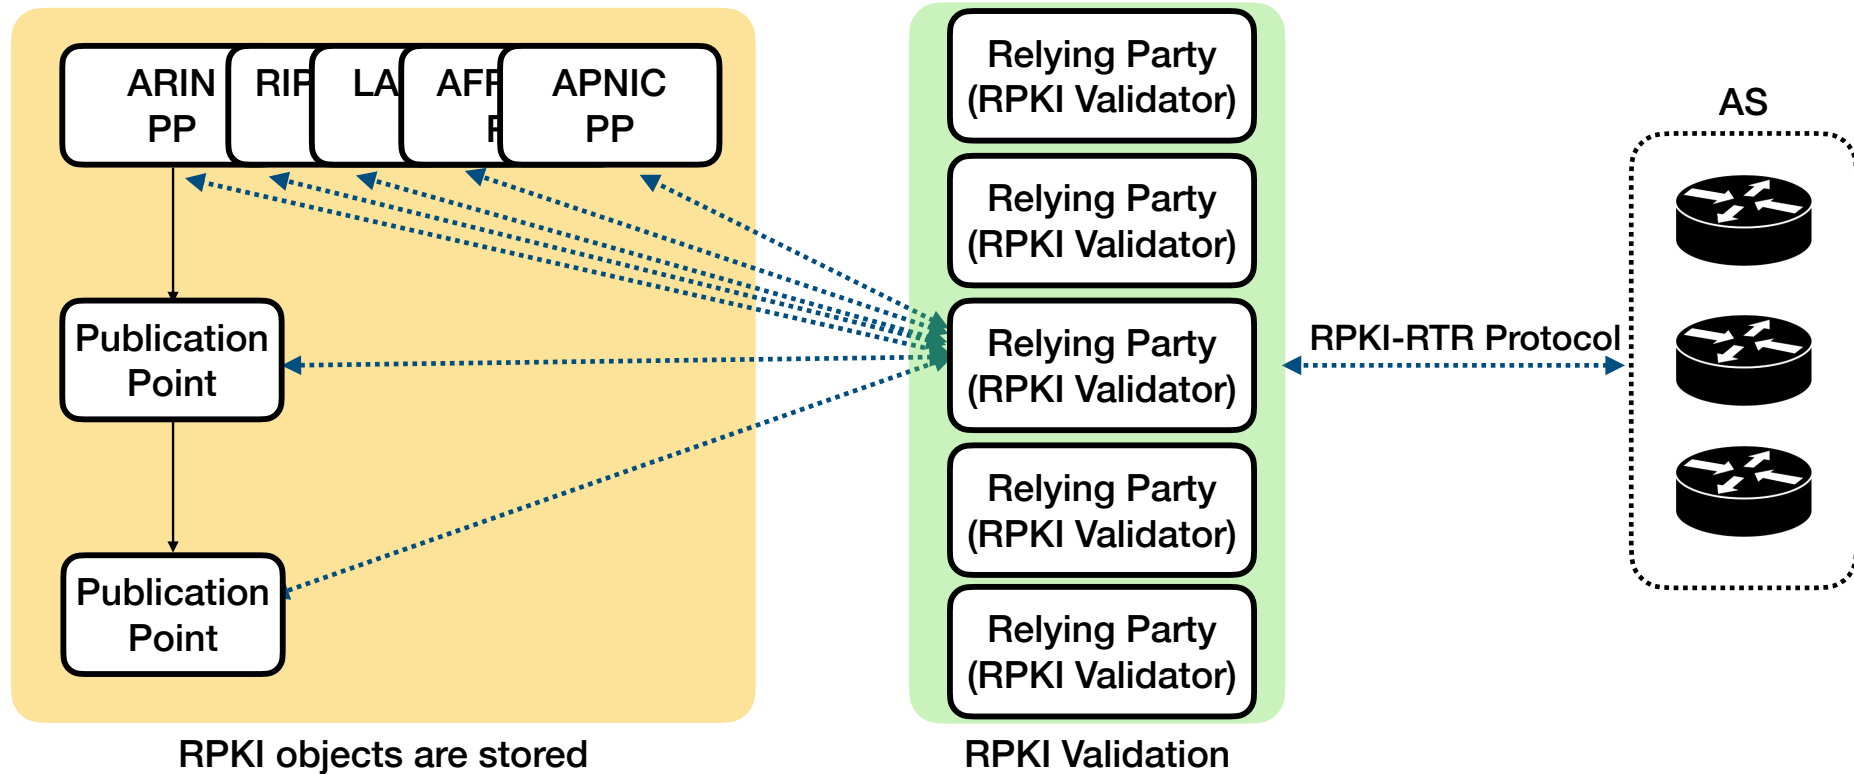 ARIN
PP
APNIC
PP
Publication
Point
Publication
Point
RPKI objects are stored
Relying Party
(RPKI Validator)
Relying Party
(RPKI Validator)
Relying Party
(RPKI Validator)
Relying Party
(RPKI Validator)
Relying Party
(RPKI Validator)
RPKI Validation
RPKI-RTR Protocol
AS